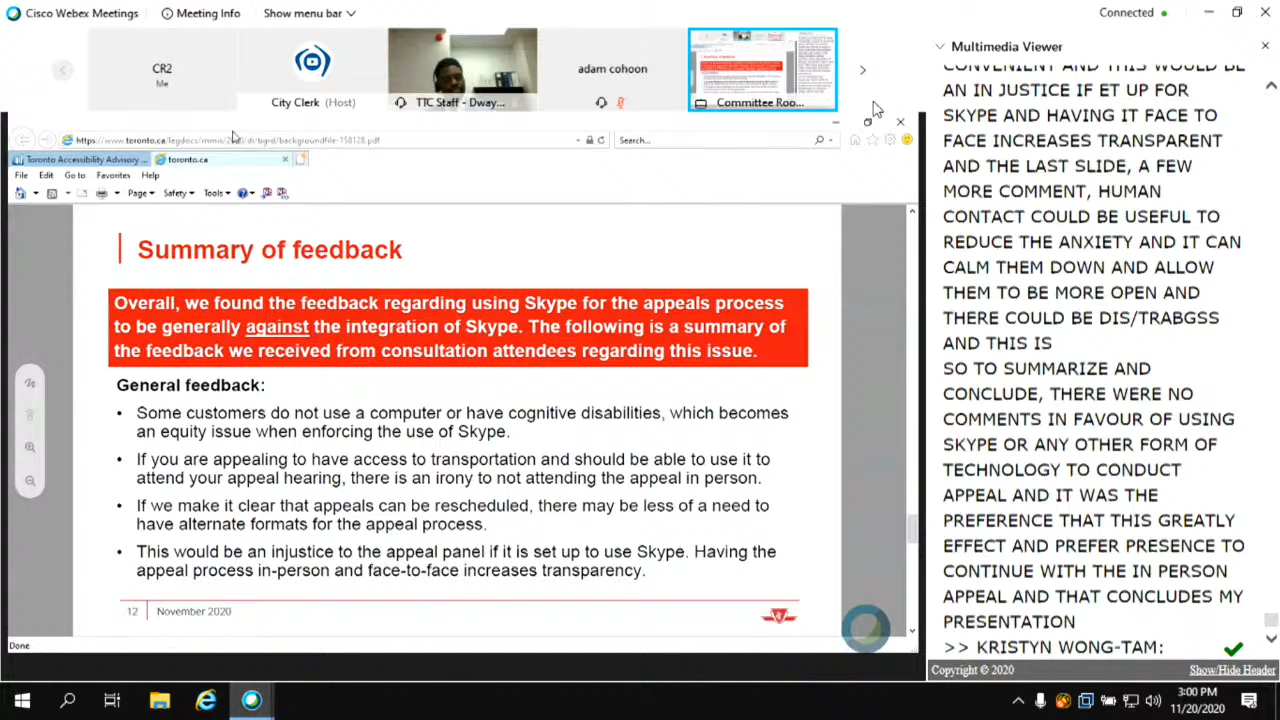 Cisco Webex Meetings
Meeting Info
Show menu bar
Connected
CR2
Me
City Clerk (Host)
TTC Staff - Dway...
adam cohoon
Committee Roo...
Search...
Toronto Accessibility Advisory ...
toronto.ca
File Edit Go to Favorites Help
Page Safety Tools
Summary of feedback
Overall, we found the feedback regarding using Skype for the appeals process
to be generally against the integration of Skype. The following is a summary of
the feedback we received from consultation attendees regarding this issue.
General feedback:
• Some customers do not use a computer or have cognitive disabilities, which becomes
an equity issue when enforcing the use of Skype.
• If you are appealing to have access to transportation and should be able to use it to
attend your appeal hearing, there is an irony to not attending the appeal in person.
• If we make it clear that appeals can be rescheduled, there may be less of a need to
have alternate formats for the appeal process.
• This would be an injustice to the appeal panel if it is set up to use Skype. Having the
appeal process in-person and face-to-face increases transparency.
12 November 2020
Done
Multimedia Viewer
AN IN JUSTICE IF ET UP FOR
SKYPE AND HAVING IT FACE TO
FACE INCREASES TRANSPARENT
AND THE LAST SLIDE, A FEW
MORE COMMENT, HUMAN
CONTACT COULD BE USEFUL TO
REDUCE THE ANXIETY AND IT CAN
CALM THEM DOWN AND ALLOW
THEM TO BE MORE OPEN AND
THERE COULD BE DIS/TRABGSS
AND THIS IS
SO TO SUMMARIZE AND
CONCLUDE, THERE WERE NO
COMMENTS IN FAVOUR OF USING
SKYPE OR ANY OTHER FORM OF
TECHNOLOGY TO CONDUCT
APPEAL AND IT WAS THE
PREFERENCE THAT THIS GREATLY
EFFECT AND PREFER PRESENCE TO
CONTINUE WITH THE IN PERSON
APPEAL AND THAT CONCLUDES MY
PRESENTATION
>> KRISTYN WONG-TAM:
Copyright © 2020
Show/Hide Header
3:00 PM
11/20/2020